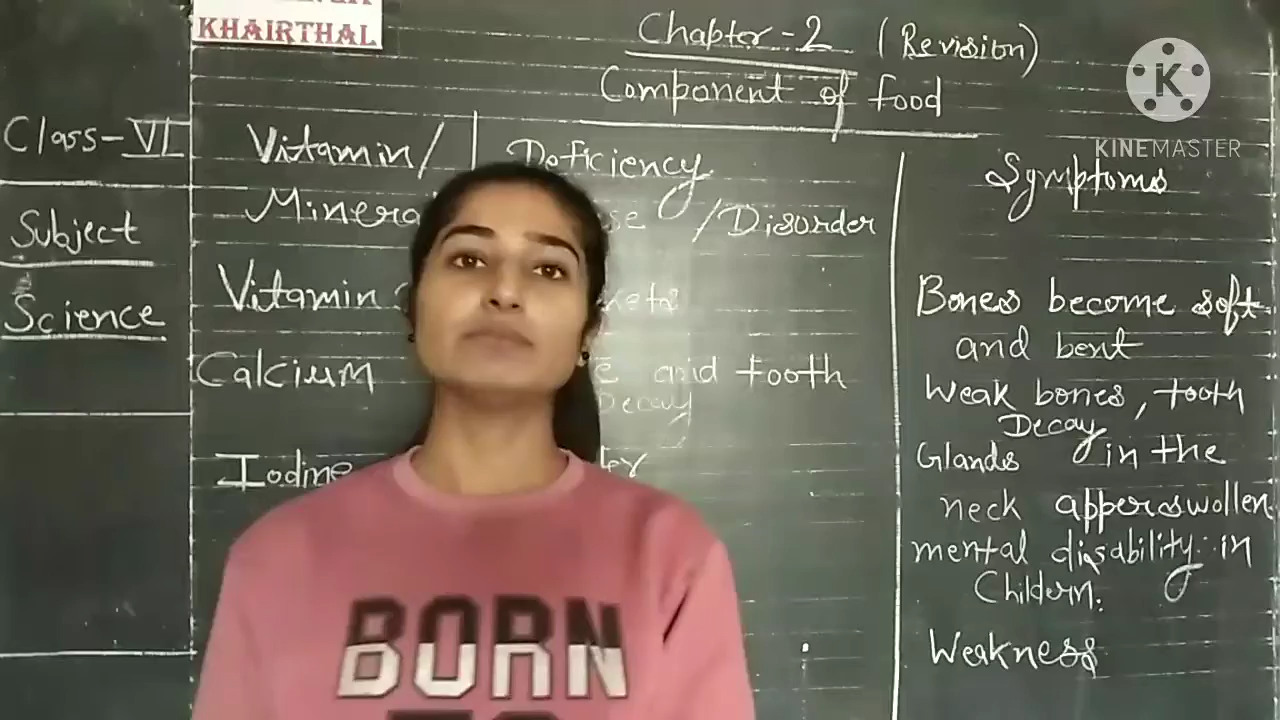 KHAIRTHAL
Chapter-2 (Revision)
Component of food
K
KINEMASTER
Class-VI
Subject
Science
Vitamin/
Deficiency
/Disorder
Symptoms
Vitamin
Bones become soft
and bent
Calcium
and tooth
Decay
Weak bones, tooth
Decay
Iodine
Glands in the
neck apperswollen
mental disability in
Childern.
Weakness
BORN